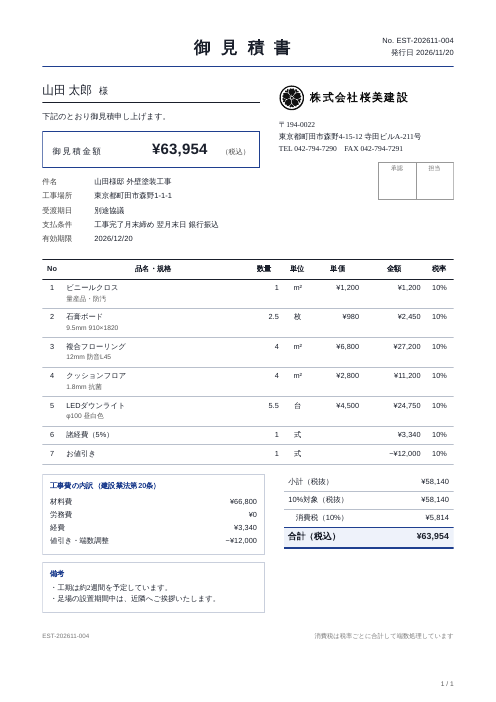 御見積書
No. EST-202611-004
発行日 2026/11/20
山田 太郎 様
下記のとおり御見積申し上げます。
御見積金額 ¥63,954 （税込）
株式会社桜美建設
〒194-0022
東京都町田市森野4-15-12 寺田ビルA-211号
TEL 042-794-7290 FAX 042-794-7291
承認 担当
件名 山田様邸 外壁塗装工事
工事場所 東京都町田市森野1-1-1
受渡期日 別途協議
支払条件 工事完了月末締め 翌月末日 銀行振込
有効期限 2026/12/20
No 品名・規格 数量 単位 単価 金額 税率
1 ビニールクロス 1 m² ¥1,200 ¥1,200 10%
量産品・防汚
2 石膏ボード 2.5 枚 ¥980 ¥2,450 10%
9.5mm 910×1820
3 複合フローリング 4 m² ¥6,800 ¥27,200 10%
12mm 防音L45
4 クッションフロア 4 m² ¥2,800 ¥11,200 10%
1.8mm 抗菌
5 LEDダウンライト 5.5 台 ¥4,500 ¥24,750 10%
φ100 昼白色
6 諸経費（5%） 1 式 ¥3,340 10%
7 お値引き 1 式 −¥12,000 10%
工事費の内訳（建設業法第20条）
材料費 ¥66,800
労務費 ¥0
経費 ¥3,340
値引き・端数調整 −¥12,000
小計（税抜） ¥58,140
10%対象（税抜） ¥58,140
消費税（10%） ¥5,814
合計（税込） ¥63,954
備考
・工期は約2週間を予定しています。
・足場の設置期間中は、近隣へご挨拶いたします。
EST-202611-004
消費税は税率ごとに合計して端数処理しています
1 / 1